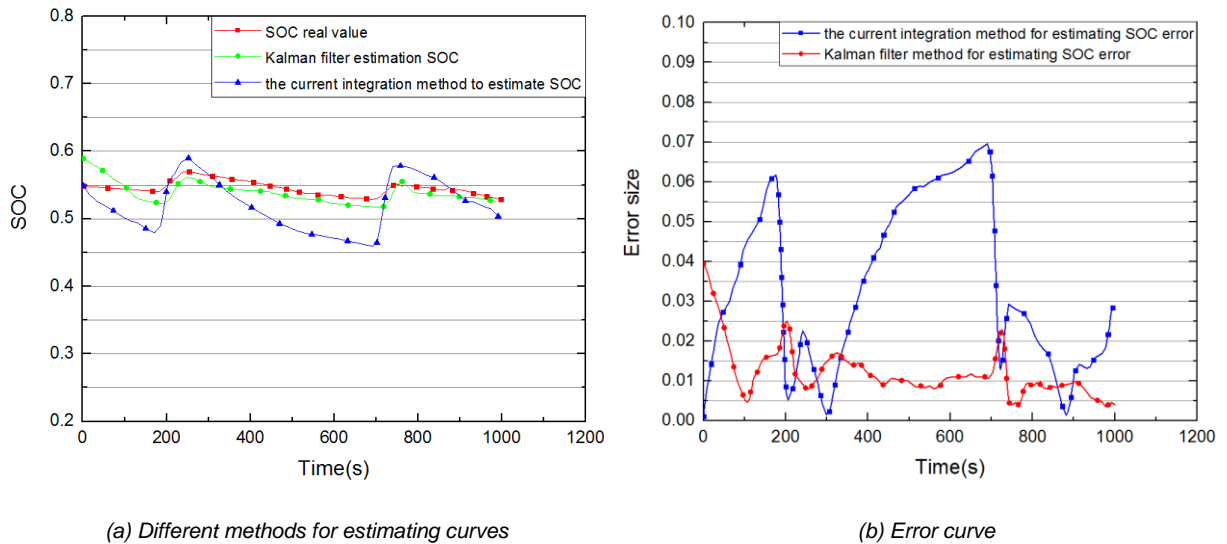 0.8
0.7
0.6
0.5
0.4
0.3
0.2
SOC
SOC real value
Kalman filter estimation SOC
the current integration method to estimate SOC
0 200 400 600 800 1000 1200
Time(s)
(a) Different methods for estimating curves
0.10
0.09
0.08
0.07
0.06
0.05
0.04
0.03
0.02
0.01
0.00
Error size
the current integration method for estimating SOC error
Kalman filter method for estimating SOC error
0 200 400 600 800 1000 1200
Time(s)
(b) Error curve